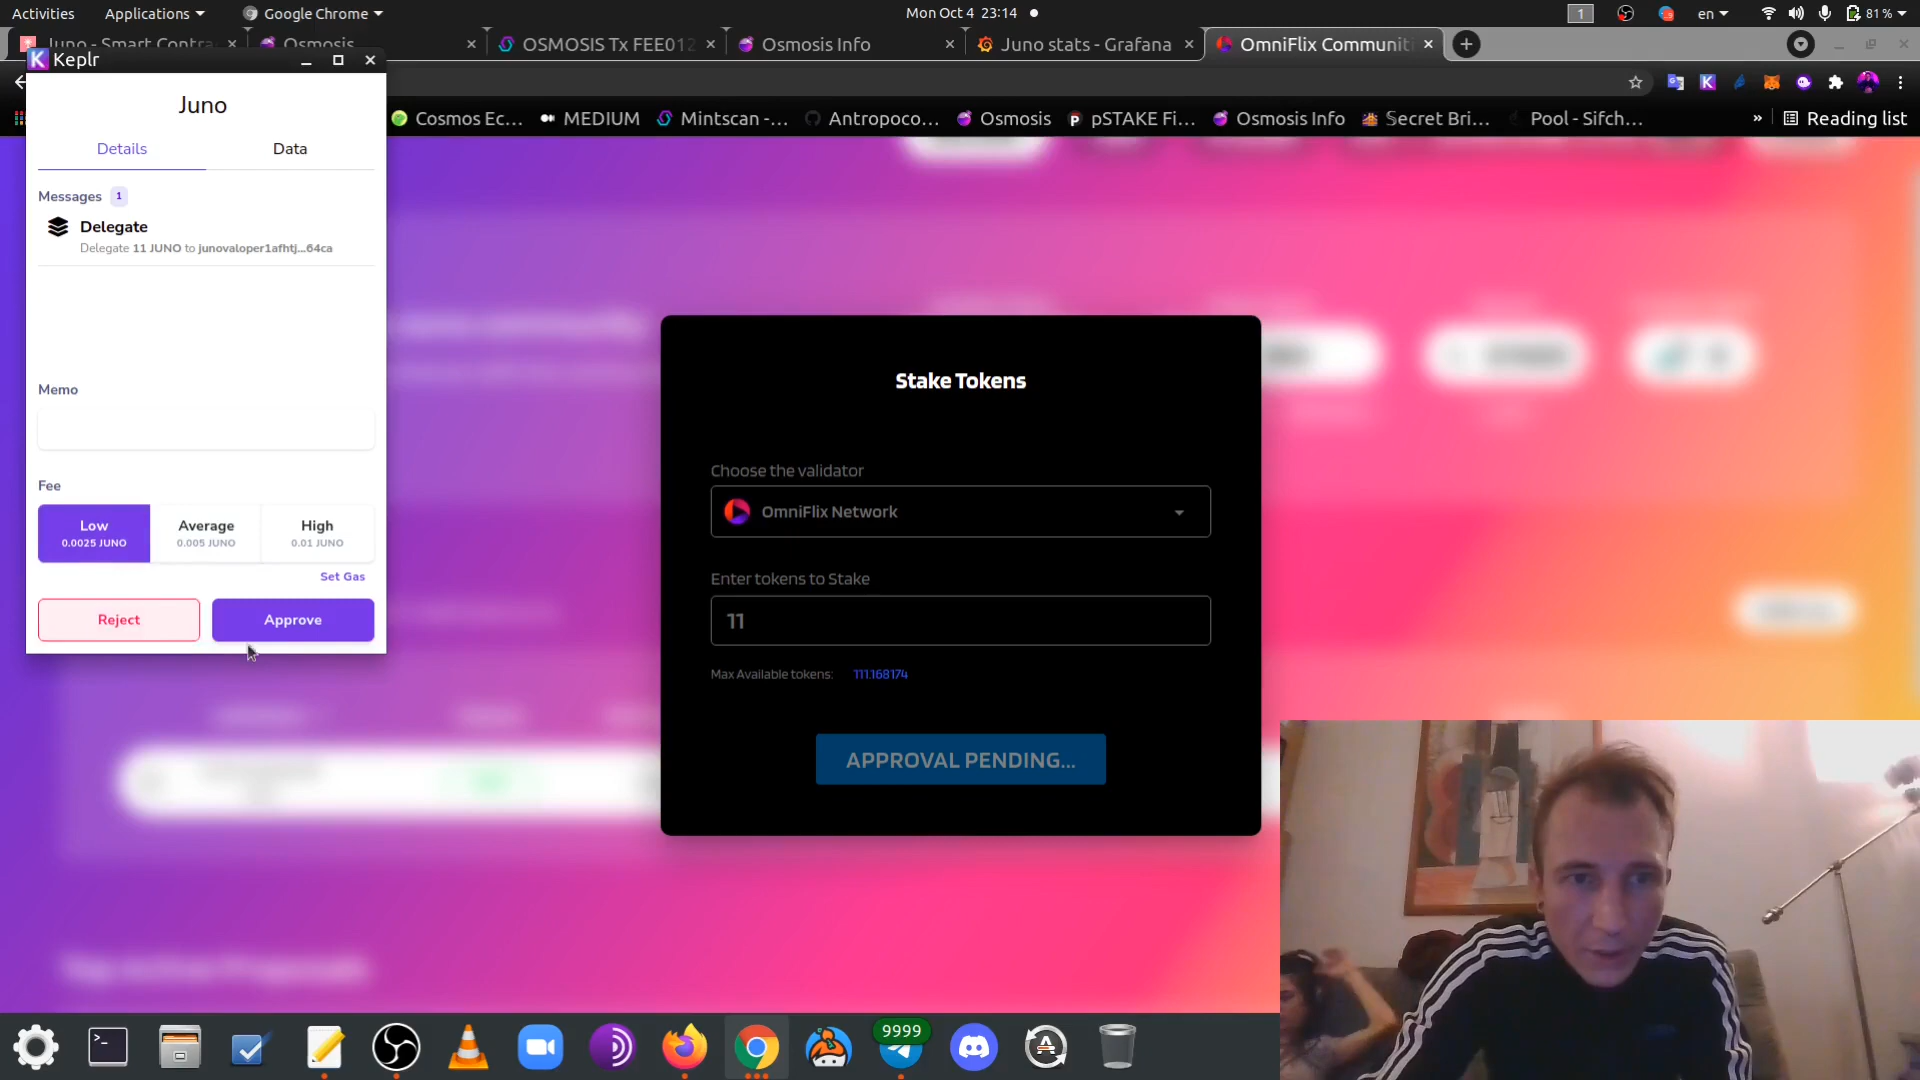 Activities Applications Google Chrome Mon Oct 4 23:14 1 en 81 %
Osmosis OSMOSIS Tx FEE012 Osmosis Info Juno stats - Grafana OmniFlix Communit
Keplr
Cosmos Ec... MEDIUM Mintscan -... Antropoco... Osmosis pSTAKE Fi... Osmosis Info Secret Bri... Pool - Sifch... » Reading list
Juno
Details Data
Messages 1
Delegate
Delegate 11 JUNO to junovaloper1afhtj...64ca
Memo
Fee
Low Average High
0.0025 JUNO 0.005 JUNO 0.01 JUNO
Set Gas
Reject Approve
Stake Tokens
Choose the validator
OmniFlix Network
Enter tokens to Stake
11
Max Available tokens: 111.168174
APPROVAL PENDING...
9999